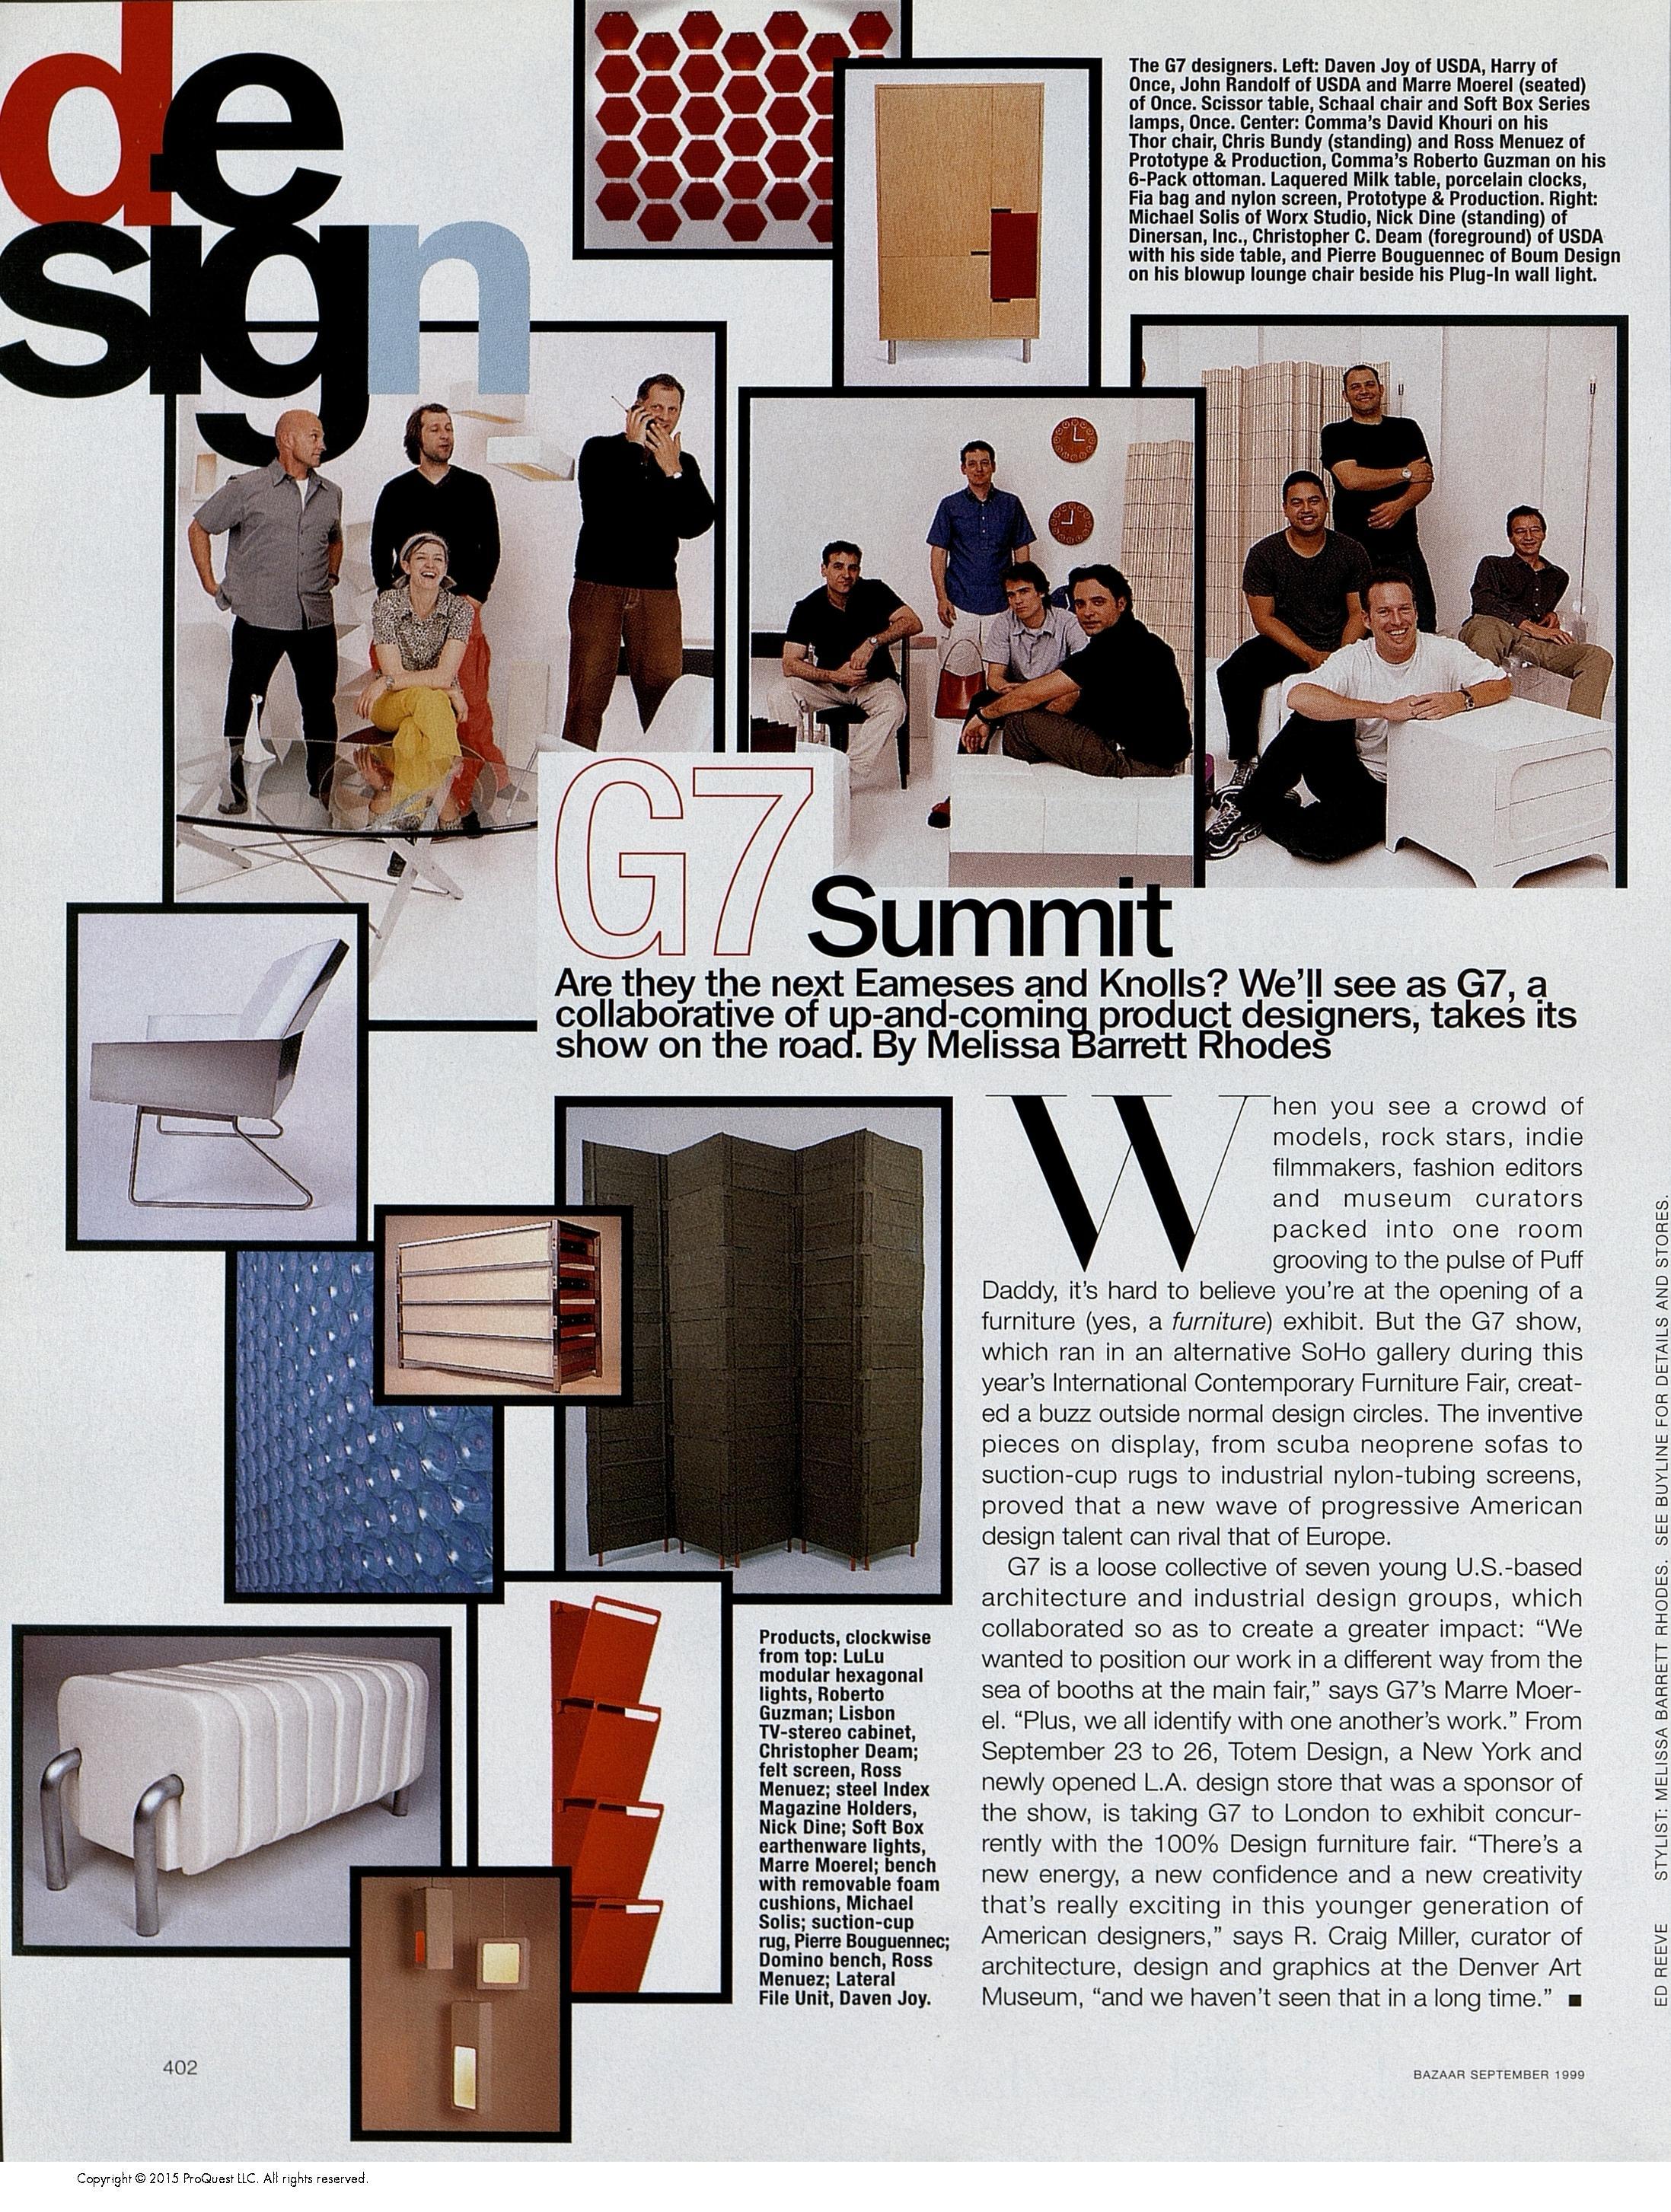 design
The G7 designers. Left: Daven Joy of USDA, Harry of
Once, John Randolf of USDA and Marre Moerel (seated)
of Once. Scissor table, Schaal chair and Soft Box Series
lamps, Once. Center: Comma's David Khouri on his
Thor chair, Chris Bundy (standing) and Ross Menuez of
Prototype & Production, Comma's Roberto Guzman on his
6-Pack ottoman. Laquered Milk table, porcelain clocks,
Fia bag and nylon screen, Prototype & Production. Right:
Michael Solis of Worx Studio, Nick Dine (standing) of
Dinersan, Inc., Christopher C. Deam (foreground) of USDA
with his side table, and Pierre Bouguennec of Boum Design
on his blowup lounge chair beside his Plug-In wall light.
G7 Summit
Are they the next Eameses and Knolls? We'll see as G7, a
collaborative of up-and-coming product designers, takes its
show on the road. By Melissa Barrett Rhodes
When you see a crowd of
models, rock stars, indie
filmmakers, fashion editors
and museum curators
packed into one room
grooving to the pulse of Puff
Daddy, it's hard to believe you're at the opening of a
furniture (yes, a furniture) exhibit. But the G7 show,
which ran in an alternative SoHo gallery during this
year's International Contemporary Furniture Fair, creat-
ed a buzz outside normal design circles. The inventive
pieces on display, from scuba neoprene sofas to
suction-cup rugs to industrial nylon-tubing screens,
proved that a new wave of progressive American
design talent can rival that of Europe.
G7 is a loose collective of seven young U.S.-based
architecture and industrial design groups, which
collaborated so as to create a greater impact: "We
wanted to position our work in a different way from the
sea of booths at the main fair," says G7's Marre Moer-
el. "Plus, we all identify with one another's work." From
September 23 to 26, Totem Design, a New York and
newly opened L.A. design store that was a sponsor of
the show, is taking G7 to London to exhibit concur-
rently with the 100% Design furniture fair. "There's a
new energy, a new confidence and a new creativity
that's really exciting in this younger generation of
American designers," says R. Craig Miller, curator of
architecture, design and graphics at the Denver Art
Museum, "and we haven't seen that in a long time." ■
Products, clockwise
from top: LuLu
modular hexagonal
lights, Roberto
Guzman; Lisbon
TV-stereo cabinet,
Christopher Deam;
felt screen, Ross
Menuez; steel Index
Magazine Holders,
Nick Dine; Soft Box
earthenware lights,
Marre Moerel; bench
with removable foam
cushions, Michael
Solis; suction-cup
rug, Pierre Bouguennec;
Domino bench, Ross
Menuez; Lateral
File Unit, Daven Joy.
ED REEVE STYLIST: MELISSA BARRETT RHODES. SEE BUYLINE FOR DETAILS AND STORES.
402
BAZAAR SEPTEMBER 1999
Copyright © 2015 ProQuest LLC. All rights reserved.